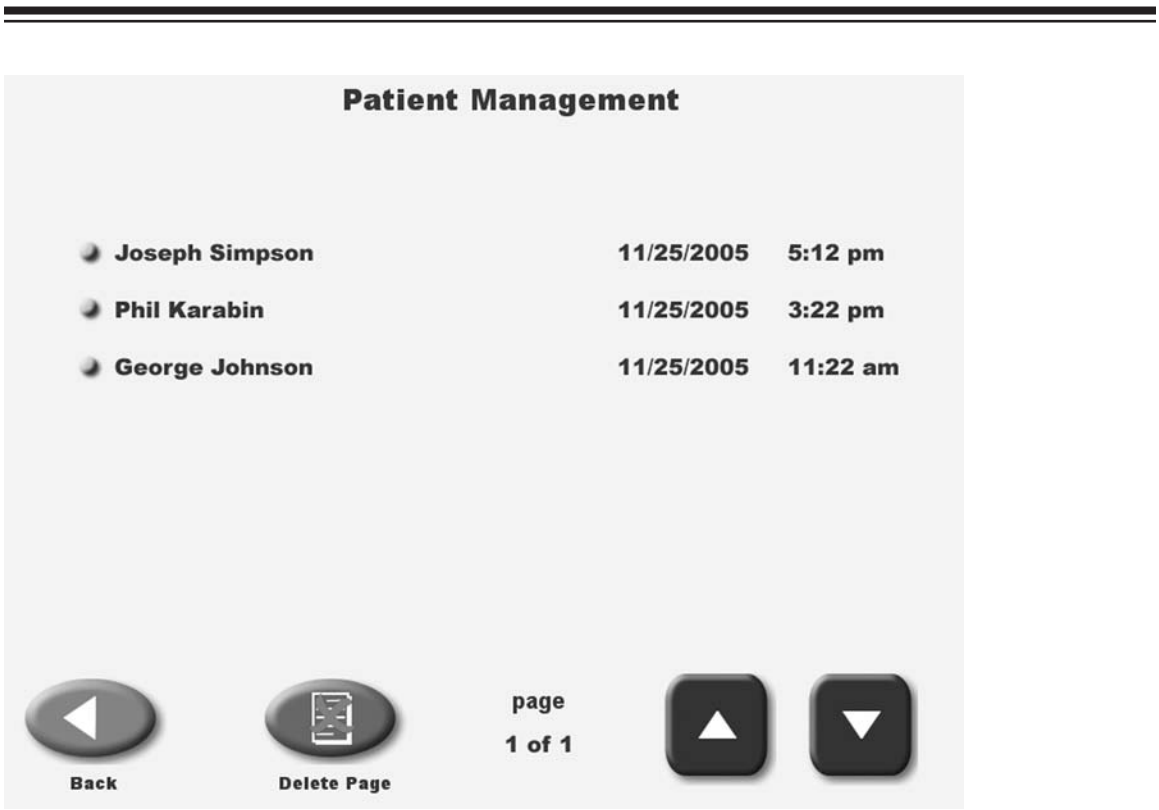 Patient Management
Joseph Simpson 11/25/2005 5:12 pm
Phil Karabin 11/25/2005 3:22 pm
George Johnson 11/25/2005 11:22 am
page
1 of 1
Back Delete Page